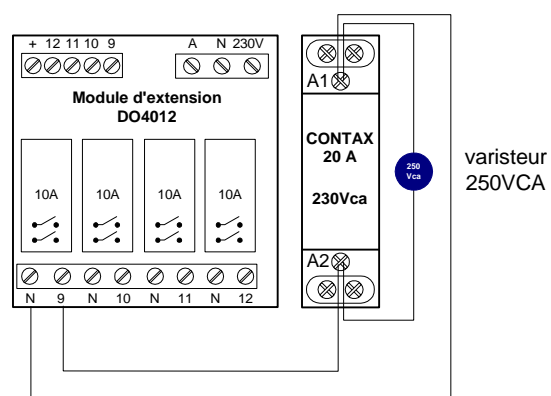 + 12 11 10 9
A N 230V
Module d'extension
DO4012
10A 10A 10A 10A
N 9 N 10 N 11 N 12
A1
CONTAX
20 A
230Vca
A2
250
Vca
varisteur
250VCA